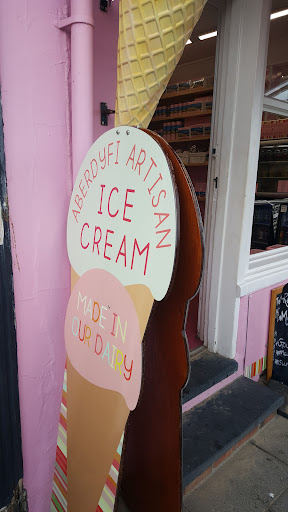 ABERDYFI ARTISAN
ICE
CREAM
MADE IN
OUR DAIRY